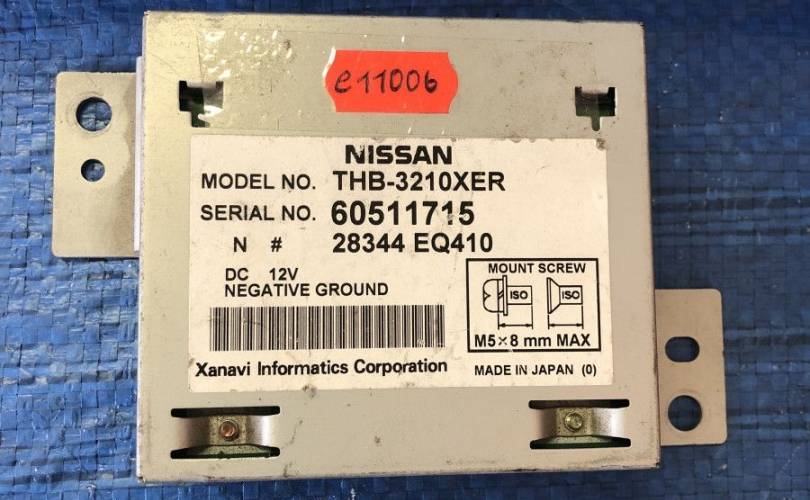 e11006
NISSAN
MODEL NO. THB-3210XER
SERIAL NO. 60511715
N # 28344 EQ410
DC 12V
NEGATIVE GROUND
MOUNT SCREW
ISO ISO
M5×8 mm MAX
Xanavi Informatics Corporation
MADE IN JAPAN (0)